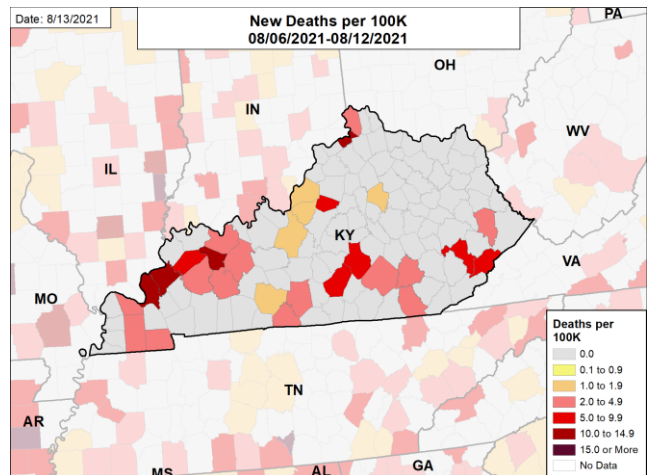 Date: 8/13/2021
New Deaths per 100K
08/06/2021-08/12/2021
PA
OH
IN
WV
IL
KY
VA
MO
TN
AR
MS
AL
GA
Deaths per
100K
0.0
0.1 to 0.9
1.0 to 1.9
2.0 to 4.9
5.0 to 9.9
10.0 to 14.9
15.0 or More
No Data